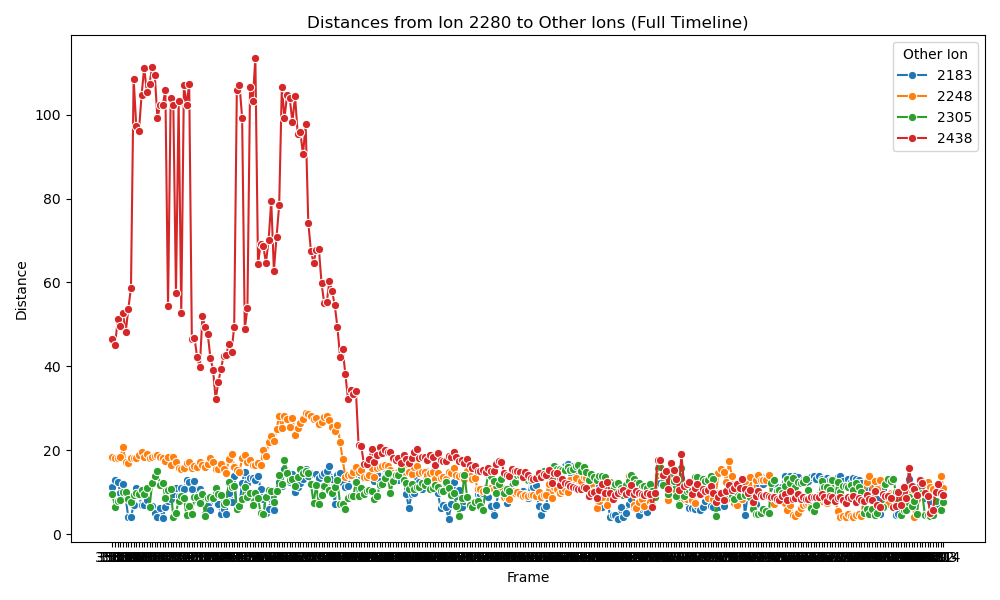 Distances from Ion 2280 to Other Ions (Full Timeline)
Other Ion
2183
2248
2305
2438
100
80
60
40
20
0
Distance
Frame